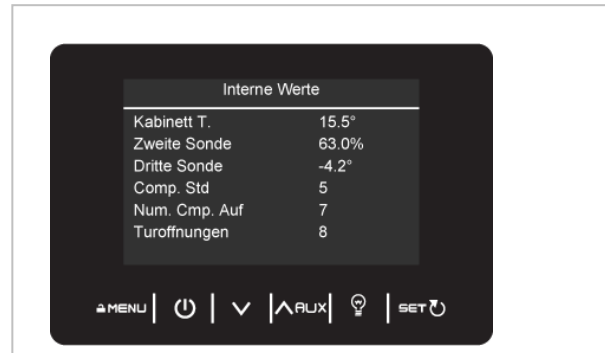 Interne Werte
Kabinett T. 15.5°
Zweite Sonde 63.0%
Dritte Sonde -4.2°
Comp. Std 5
Num. Cmp. Auf 7
Turoffnungen 8
MENU AUX SET